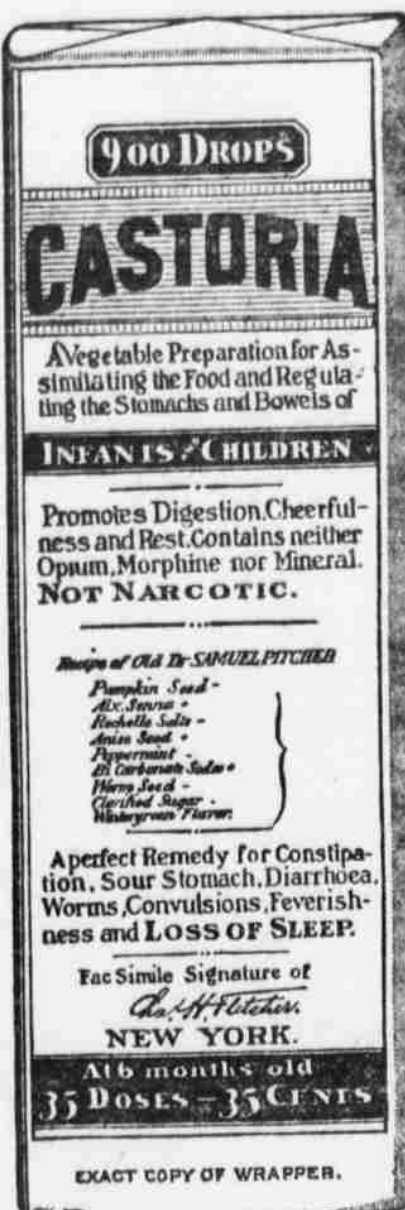 900 DROPS
CASTORIA
A Vegetable Preparation for As-
similating the Food and Regula-
ting the Stomachs and Bowels of
INFANTS & CHILDREN
Promotes Digestion, Cheerful-
ness and Rest. Contains neither
Opium, Morphine nor Mineral.
NOT NARCOTIC.
Recipe of Old Dr SAMUEL PITCHER
Pumpkin Seed -
Alx. Senna +
Rochelle Salts -
Anise Seed +
Peppermint -
Bi Carbonate Soda +
Worm Seed -
Clarified Sugar -
Wintergreen Flavor.
A perfect Remedy for Constipa-
tion, Sour Stomach, Diarrhoea,
Worms, Convulsions, Feverish-
ness and LOSS OF SLEEP.
Fac Simile Signature of
Chas. H. Fletcher.
NEW YORK.
At 6 months old
35 DOSES - 35 CENTS
EXACT COPY OF WRAPPER.